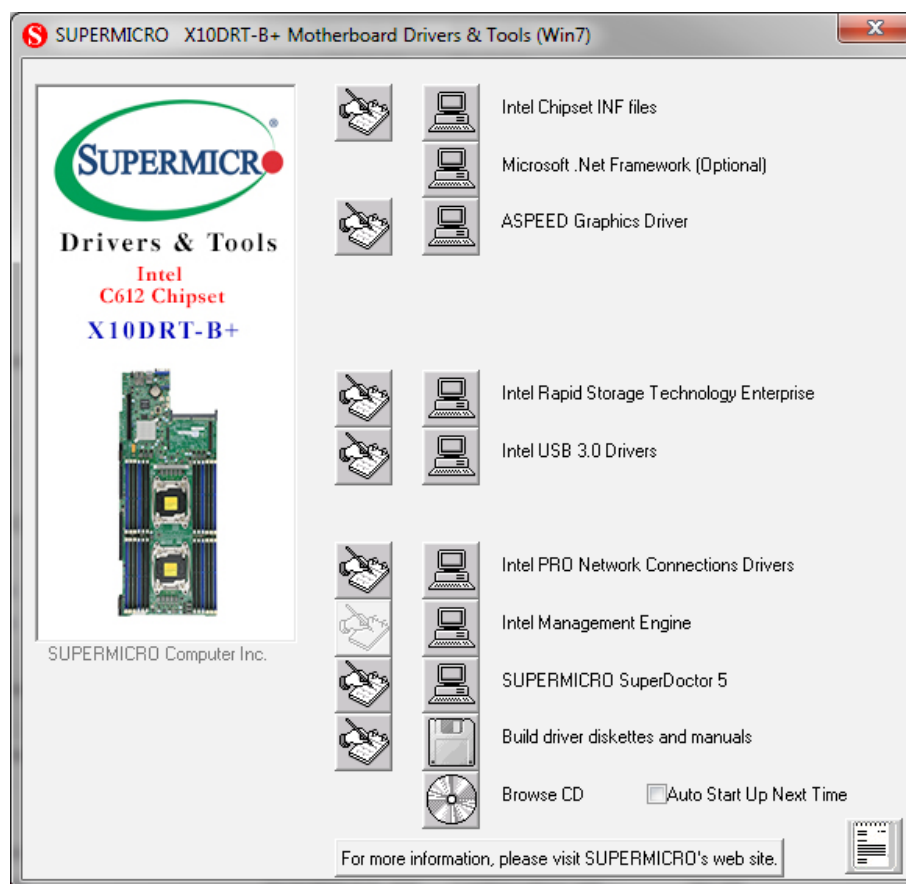 SUPERMICRO X10DRT-B+ Motherboard Drivers & Tools (Win7)
SUPERMICR
Drivers & Tools
Intel
C612 Chipset
X10DRT-B+
SUPERMICRO Computer Inc.
Intel Chipset INF files
Microsoft .Net Framework (Optional)
ASPEED Graphics Driver
Intel Rapid Storage Technology Enterprise
Intel USB 3.0 Drivers
Intel PRO Network Connections Drivers
Intel Management Engine
SUPERMICRO SuperDoctor 5
Build driver diskettes and manuals
Browse CD Auto Start Up Next Time
For more information, please visit SUPERMICRO's web site.